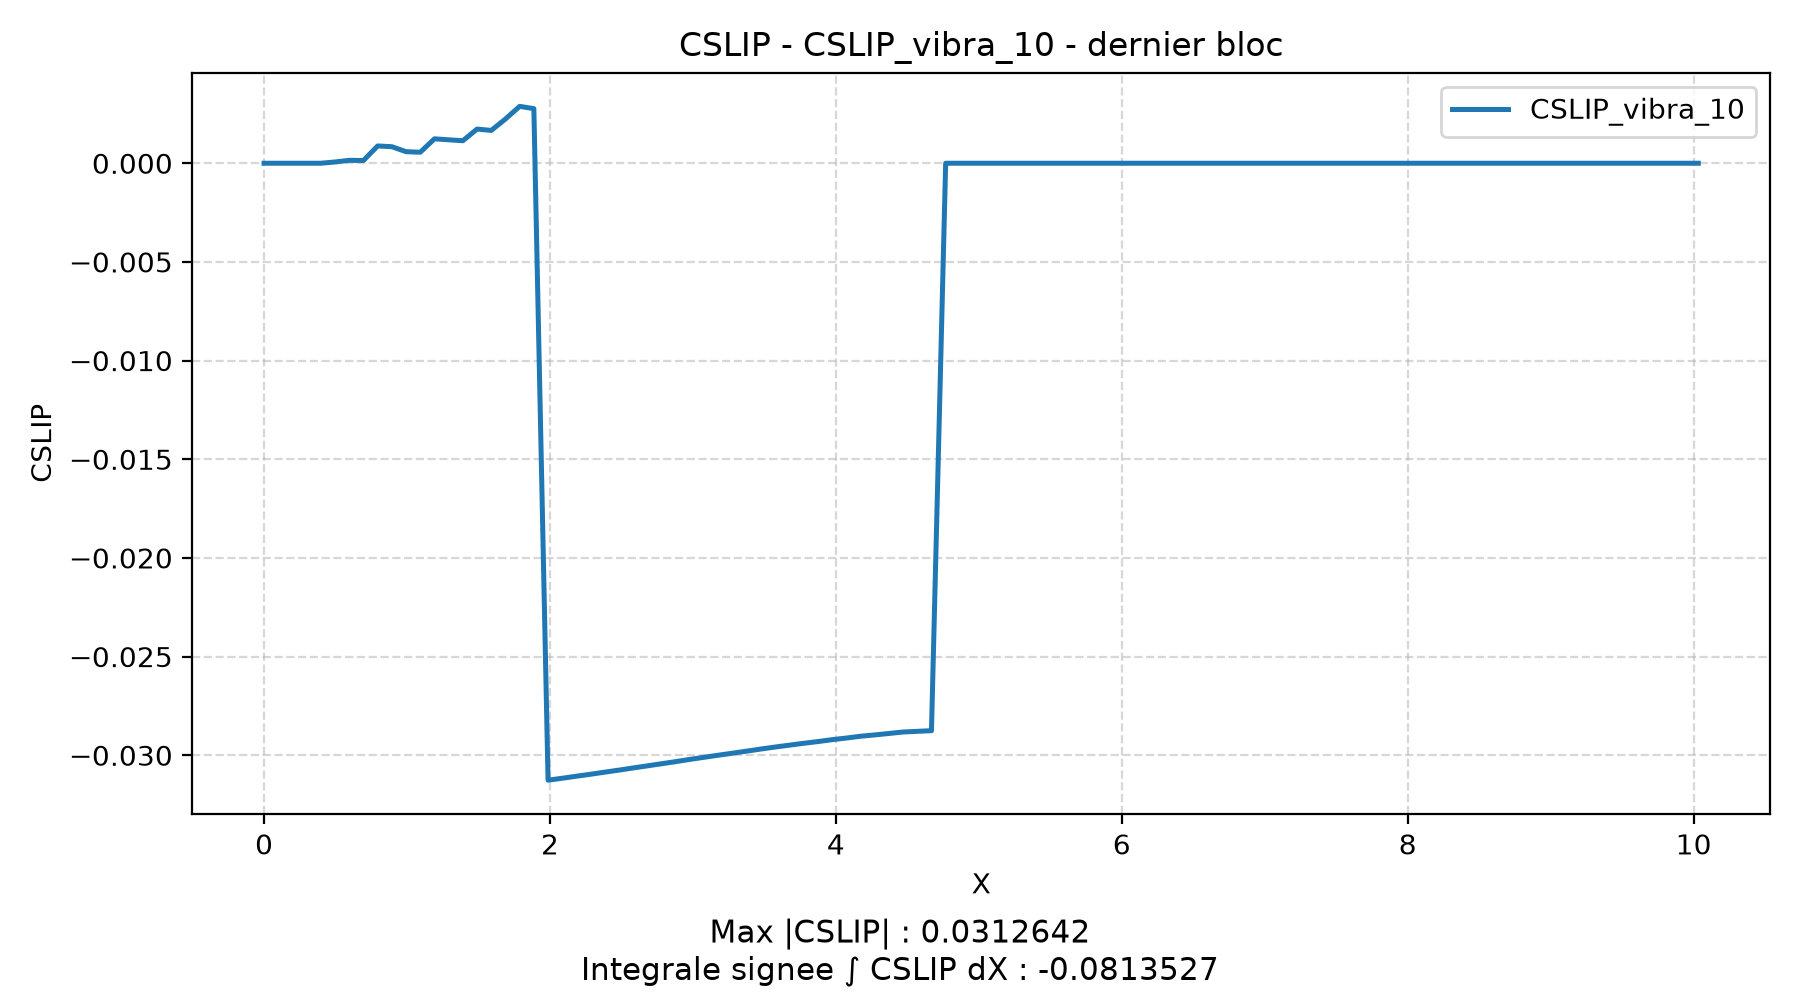 CSLIP - CSLIP_vibra_10 - dernier bloc
CSLIP_vibra_10
0.000
−0.005
−0.010
−0.015
−0.020
−0.025
−0.030
CSLIP
0 2 4 6 8 10
X
Max |CSLIP| : 0.0312642
Integrale signee ∫ CSLIP dX : -0.0813527